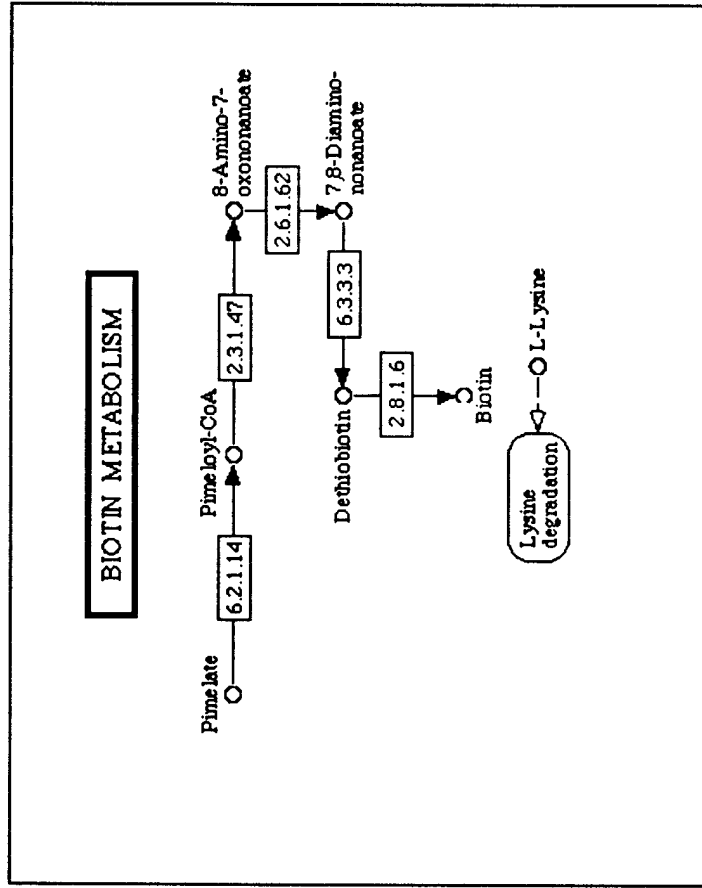 BIOTIN METABOLISM
Pimelate
6.2.1.14
Pimeloyl-CoA
2.3.1.47
8-Amino-7-
oxononanoate
2.6.1.62
7,8-Diamino-
nonanoate
6.3.3.3
Dethiobiotin
2.8.1.6
Biotin
L-Lysine
Lysine
degradation